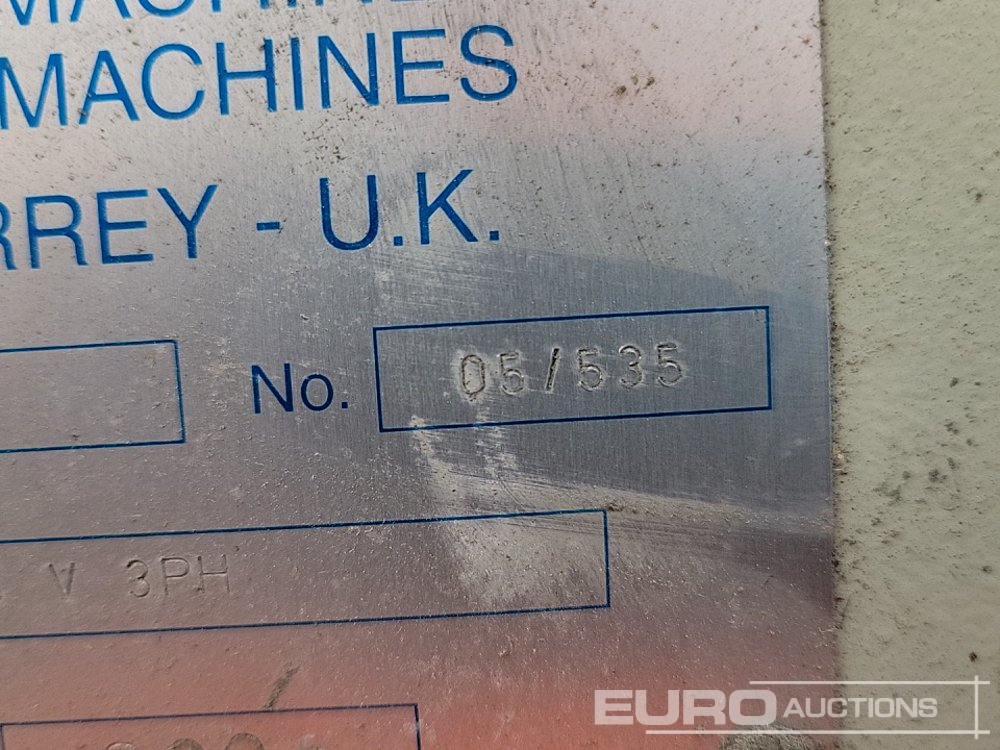 MACHINES
RREY - U.K.
No. 05/535
V 3PH
EURO AUCTIONS